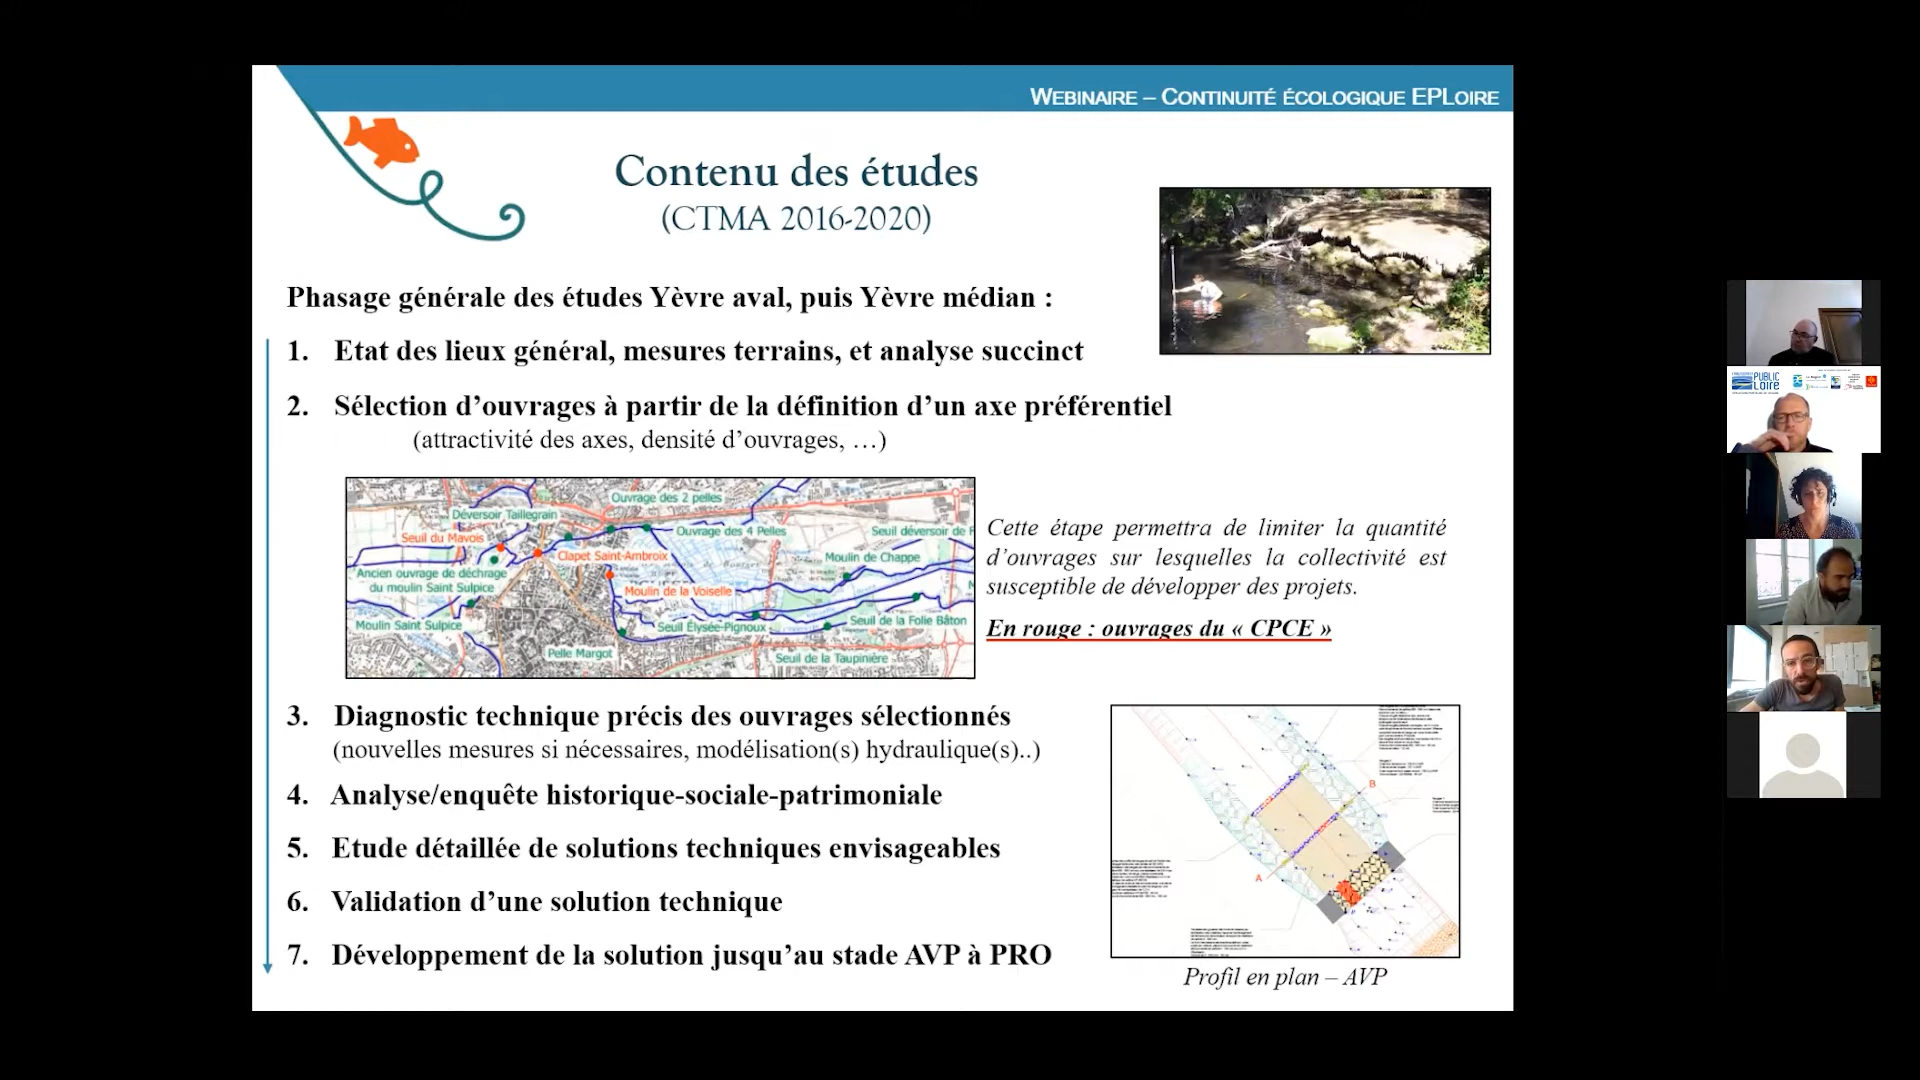 WEBINAIRE – CONTINUITÉ ÉCOLOGIQUE EPLOIRE
Contenu des études
(CTMA 2016-2020)
Phasage générale des études Yèvre aval, puis Yèvre médian :
1. Etat des lieux général, mesures terrains, et analyse succinct
2. Sélection d’ouvrages à partir de la définition d’un axe préférentiel
(attractivité des axes, densité d’ouvrages, …)
Ouvrage des 2 pelles
Déversoir Taillegrain
Seuil du Mavois
Ouvrage des 4 Pelles
Seuil déversoir de F
Clapet Saint-Ambroix
Moulin de Chappe
Ancien ouvrage de déchrage
du moulin Saint Sulpice
Moulin de la Voiselle
Moulin Saint Sulpice
Seuil Élysée-Pignoux
Seuil de la Folie Bâton
Pelle Margot
Seuil de la Taupinière
Cette étape permettra de limiter la quantité
d’ouvrages sur lesquelles la collectivité est
susceptible de développer des projets.
En rouge : ouvrages du « CPCE »
3. Diagnostic technique précis des ouvrages sélectionnés
(nouvelles mesures si nécessaires, modélisation(s) hydraulique(s)..)
4. Analyse/enquête historique-sociale-patrimoniale
5. Etude détaillée de solutions techniques envisageables
6. Validation d’une solution technique
7. Développement de la solution jusqu’au stade AVP à PRO
B
A
Profil en plan – AVP
PUBLIC
LOIRE